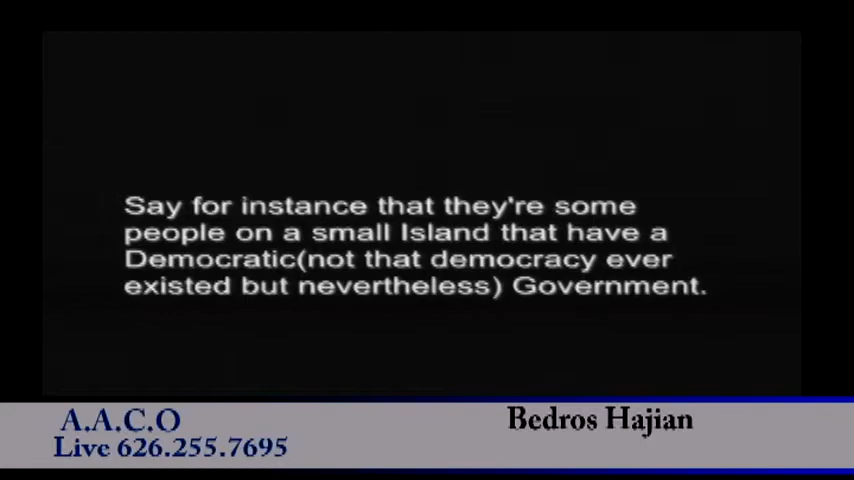 Say for instance that they're some
people on a small Island that have a
Democratic(not that democracy ever
existed but nevertheless) Government.
A.A.C.O
Bedros Hajian
Live 626.255.7695